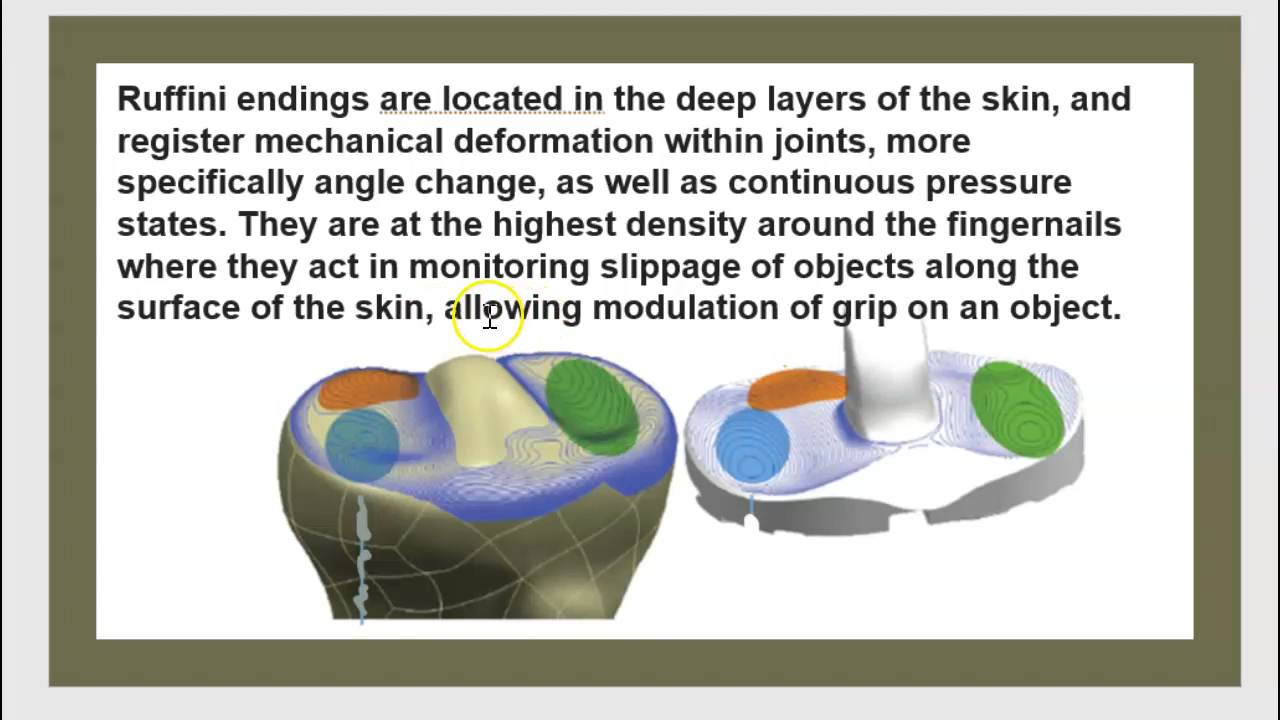 Ruffini endings are located in the deep layers of the skin, and
register mechanical deformation within joints, more
specifically angle change, as well as continuous pressure
states. They are at the highest density around the fingernails
where they act in monitoring slippage of objects along the
surface of the skin, allowing modulation of grip on an object.